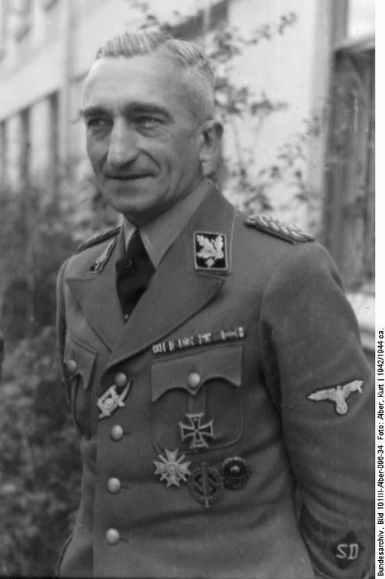 SD
Bundesarchiv, Bild 101III-Alber-096-34 Foto: Alber, Kurt | 1942/1944 ca.